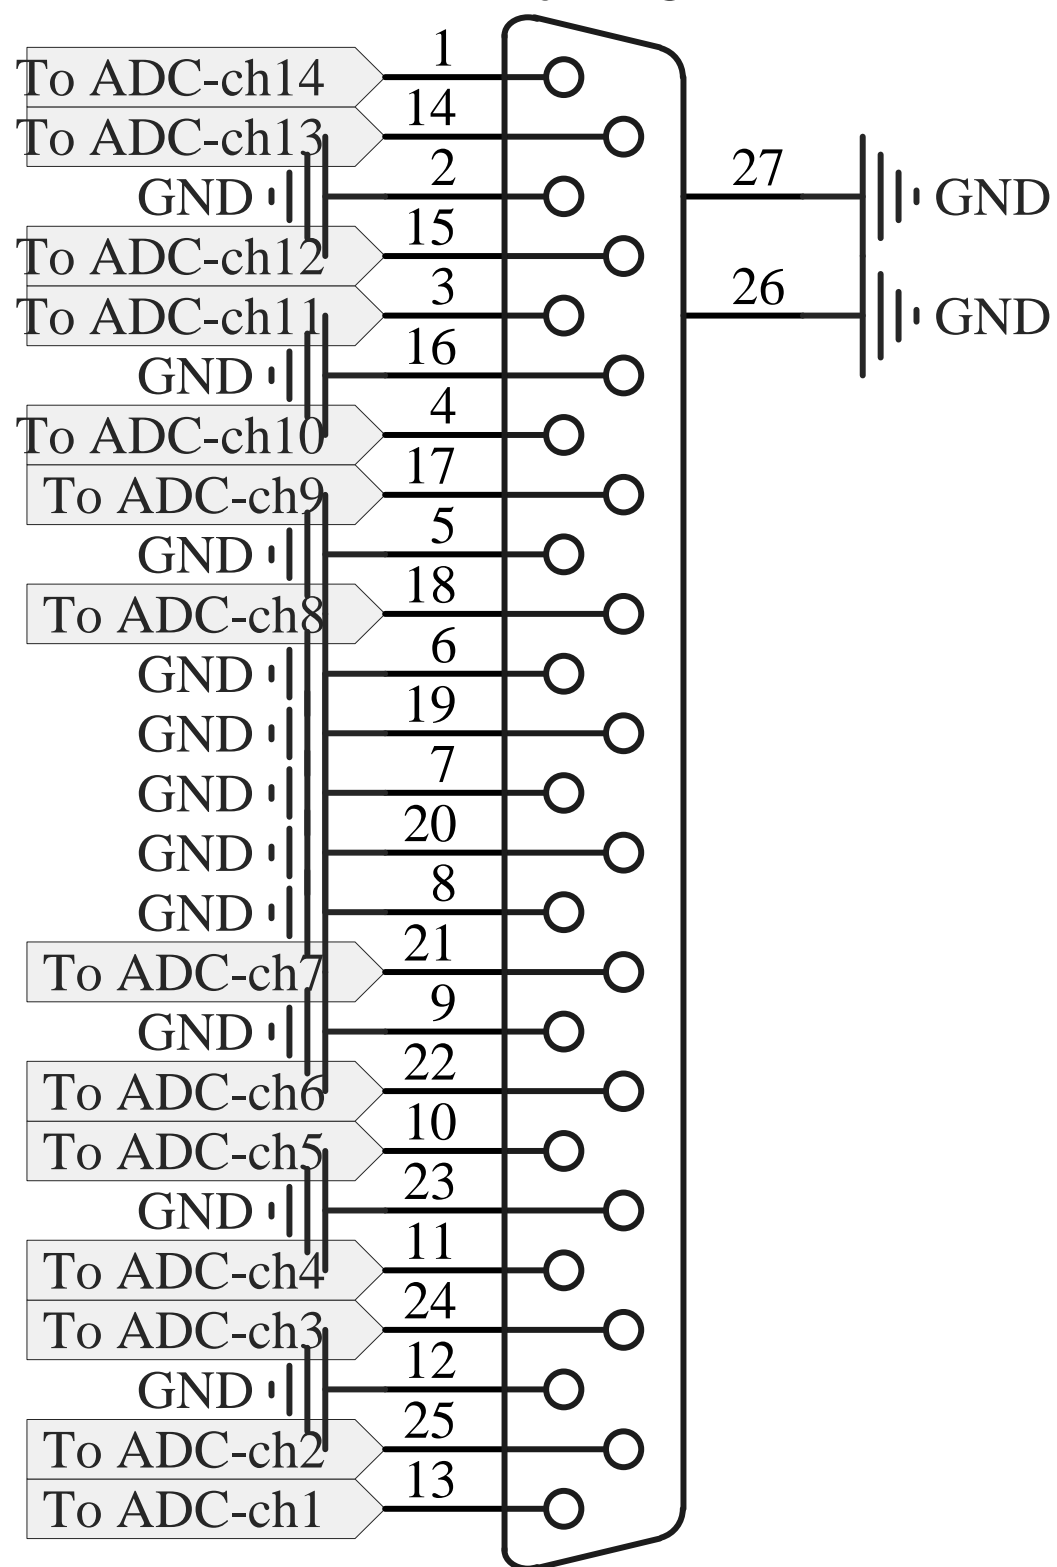 To ADC-ch14 1
To ADC-ch13 14
GND 2 27 GND
To ADC-ch12 15
To ADC-ch11 3 26 GND
GND 16
To ADC-ch10 4
To ADC-ch9 17
GND 5
To ADC-ch8 18
GND 6
GND 19
GND 7
GND 20
GND 8
To ADC-ch7 21
GND 9
To ADC-ch6 22
To ADC-ch5 10
GND 23
To ADC-ch4 11
To ADC-ch3 24
GND 12
To ADC-ch2 25
To ADC-ch1 13